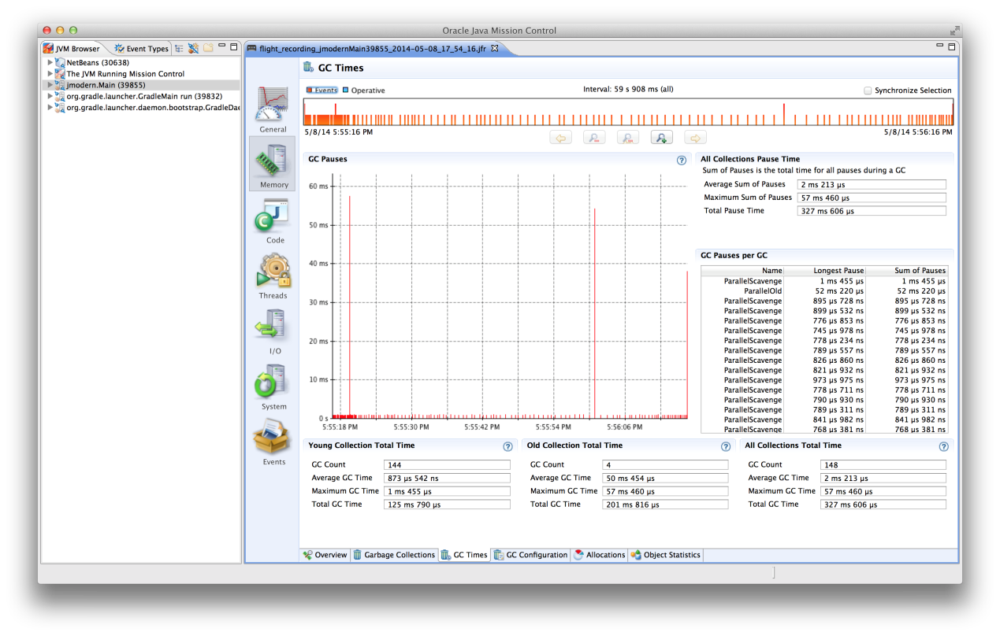 Oracle Java Mission Control
JVM Browser
Event Types
NetBeans (30638)
The JVM Running Mission Control
jmodern.Main (39855)
org.gradle.launcher.GradleMain run (39832)
org.gradle.launcher.daemon.bootstrap.GradleDae
flight_recording_jmodernMain39855_2014-05-08_17_54_16.jfr
General
Memory
Code
Threads
I/O
System
Events
GC Times
Events Operative
Interval: 59 s 908 ms (all)
Synchronize Selection
5/8/14 5:55:16 PM
5/8/14 5:56:16 PM
GC Pauses
60 ms
50 ms
40 ms
30 ms
20 ms
10 ms
0 s
5:55:18 PM 5:55:30 PM 5:55:42 PM 5:55:54 PM 5:56:06 PM
All Collections Pause Time
Sum of Pauses is the total time for all pauses during a GC
Average Sum of Pauses 2 ms 213 µs
Maximum Sum of Pauses 57 ms 460 µs
Total Pause Time 327 ms 606 µs
GC Pauses per GC
Name Longest Pause Sum of Pauses
ParallelScavenge 1 ms 455 µs 1 ms 455 µs
ParallelOld 52 ms 220 µs 52 ms 220 µs
ParallelScavenge 895 µs 728 ns 895 µs 728 ns
ParallelScavenge 899 µs 532 ns 899 µs 532 ns
ParallelScavenge 776 µs 853 ns 776 µs 853 ns
ParallelScavenge 745 µs 978 ns 745 µs 978 ns
ParallelScavenge 778 µs 234 ns 778 µs 234 ns
ParallelScavenge 789 µs 557 ns 789 µs 557 ns
ParallelScavenge 826 µs 860 ns 826 µs 860 ns
ParallelScavenge 821 µs 932 ns 821 µs 932 ns
ParallelScavenge 973 µs 975 ns 973 µs 975 ns
ParallelScavenge 778 µs 711 ns 778 µs 711 ns
ParallelScavenge 790 µs 930 ns 790 µs 930 ns
ParallelScavenge 789 µs 311 ns 789 µs 311 ns
ParallelScavenge 841 µs 982 ns 841 µs 982 ns
ParallelScavenge 768 µs 381 ns 768 µs 381 ns
Young Collection Total Time
GC Count 144
Average GC Time 873 µs 542 ns
Maximum GC Time 1 ms 455 µs
Total GC Time 125 ms 790 µs
Old Collection Total Time
GC Count 4
Average GC Time 50 ms 454 µs
Maximum GC Time 57 ms 460 µs
Total GC Time 201 ms 816 µs
All Collections Total Time
GC Count 148
Average GC Time 2 ms 213 µs
Maximum GC Time 57 ms 460 µs
Total GC Time 327 ms 606 µs
Overview Garbage Collections GC Times GC Configuration Allocations Object Statistics